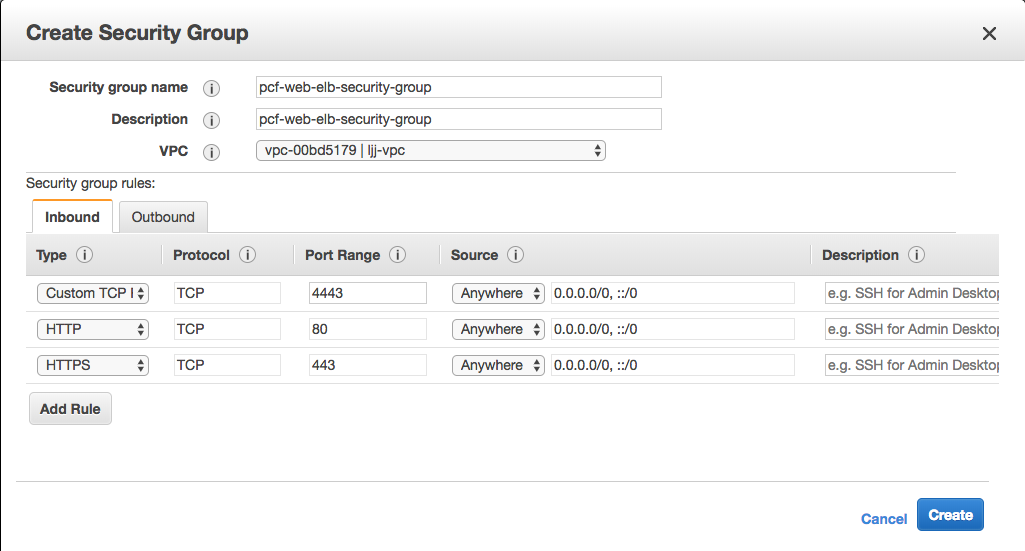 Create Security Group
Security group name i pcf-web-elb-security-group
Description i pcf-web-elb-security-group
VPC i vpc-00bd5179 | ljj-vpc
Security group rules:
Inbound Outbound
Type i Protocol i Port Range i Source i Description i
Custom TCP TCP 4443 Anywhere 0.0.0.0/0, ::/0 e.g. SSH for Admin Desktop
HTTP TCP 80 Anywhere 0.0.0.0/0, ::/0 e.g. SSH for Admin Desktop
HTTPS TCP 443 Anywhere 0.0.0.0/0, ::/0 e.g. SSH for Admin Desktop
Add Rule
Cancel Create